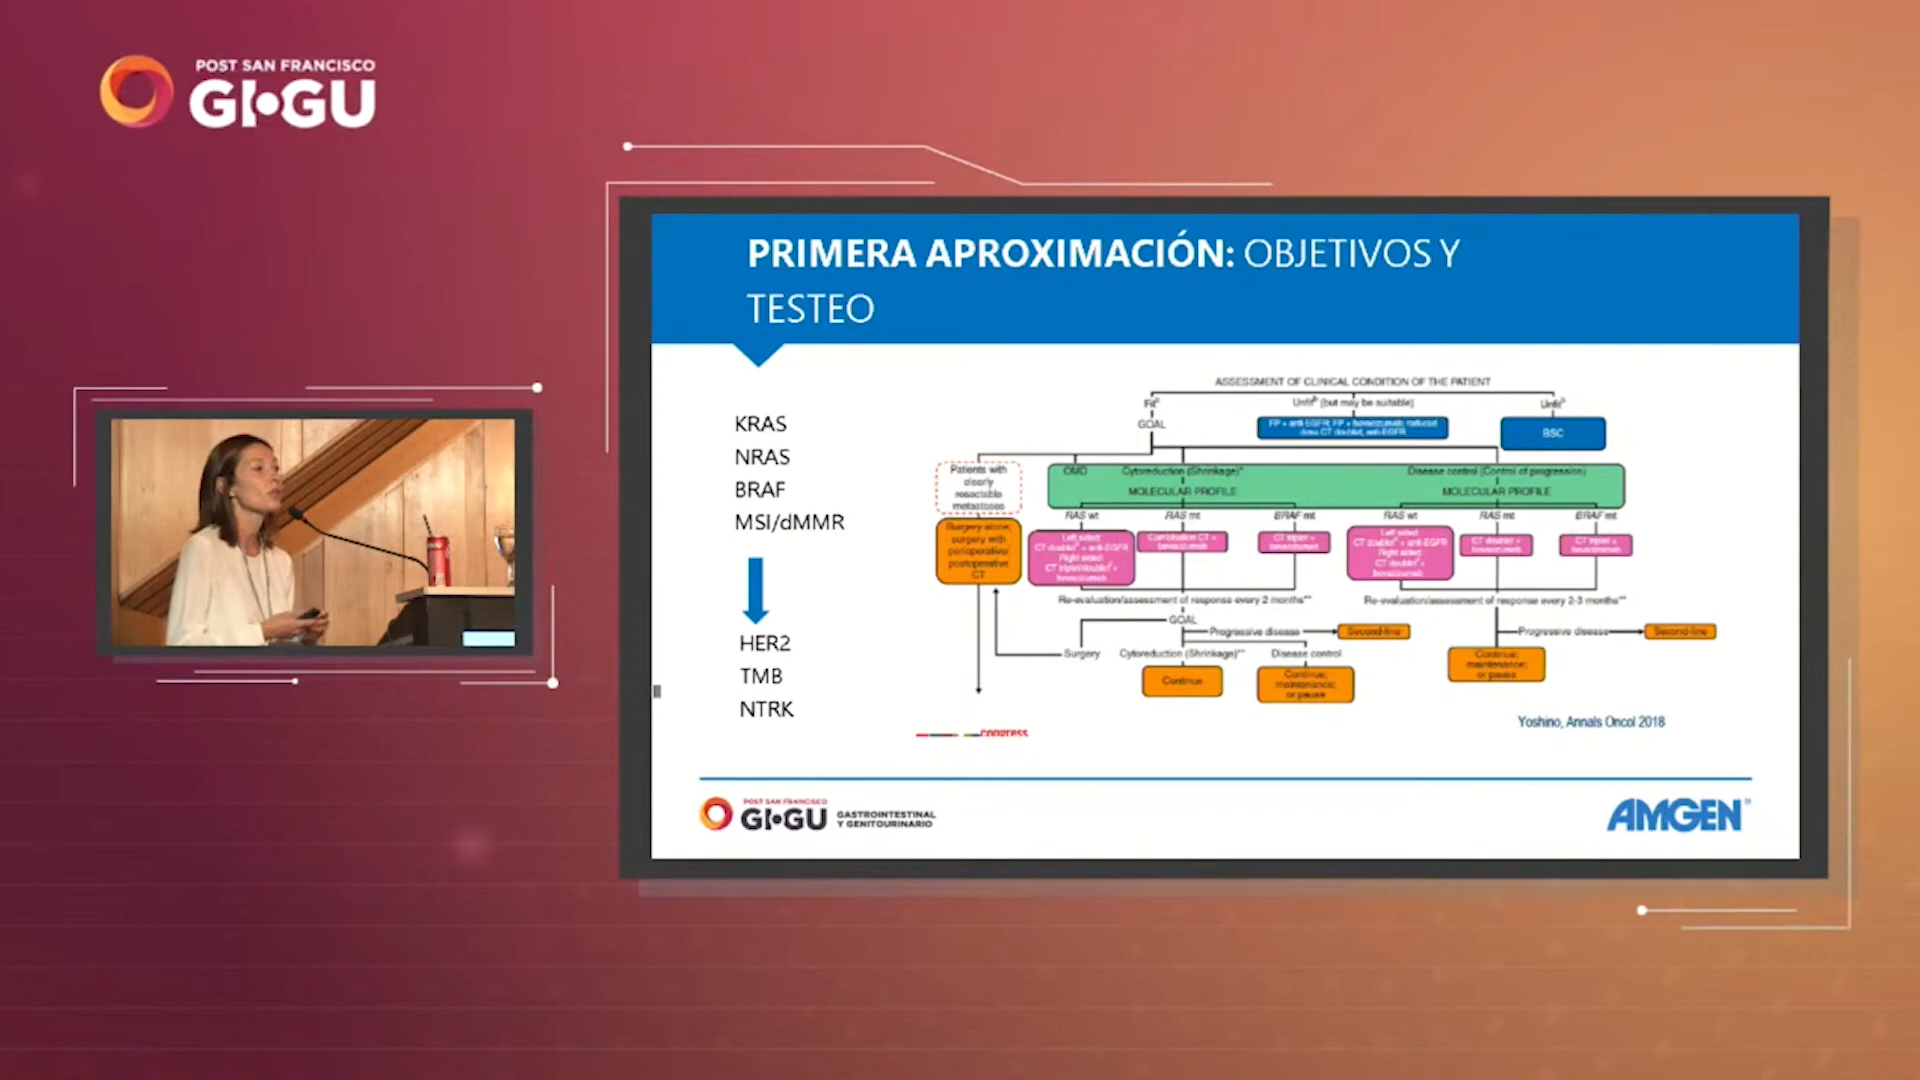 POST SAN FRANCISCO
GI•GU
PRIMERA APROXIMACIÓN: OBJETIVOS Y
TESTEO
KRAS
NRAS
BRAF
MSI/dMMR
HER2
TMB
NTRK
ASSESSMENT OF CLINICAL CONDITION OF THE PATIENT
Fitᵇ
Unfitᵇ (but may be suitable)
Unfitᵇ
GOAL
FP + anti-EGFR; FP + bevacizumab; reduced
dose CT doublet; anti-EGFR
BSC
Patients with
clearly
resectable
metastases
OMD
Cytoreduction (Shrinkage)*
Disease control (Control of progression)
MOLECULAR PROFILE
MOLECULAR PROFILE
RAS wt
RAS mt
BRAF mt
RAS wt
RAS mt
BRAF mt
Surgery alone;
surgery with
perioperative/
postoperative
CT
Left sided:
CT doublet + anti-EGFR
Right sided:
CT triplet/doublet +
bevacizumab
Combination CT +
bevacizumab
CT triplet +
bevacizumab
Left sided:
CT doublet + anti-EGFR
Right sided:
CT doublet +
bevacizumab
CT doublet +
bevacizumab
CT triplet +
bevacizumab
Re-evaluation/assessment of response every 2 months**
Re-evaluation/assessment of response every 2-3 months**
GOAL
Progressive disease
Second-line
Progressive disease
Second-line
Surgery
Cytoreduction (Shrinkage)**
Disease control
Continue
Continue;
maintenance;
or pause
Continue;
maintenance;
or pause
Yoshino, Annals Oncol 2018
congress
POST SAN FRANCISCO
GI•GU
GASTROINTESTINAL
Y GENITOURINARIO
AMGEN®